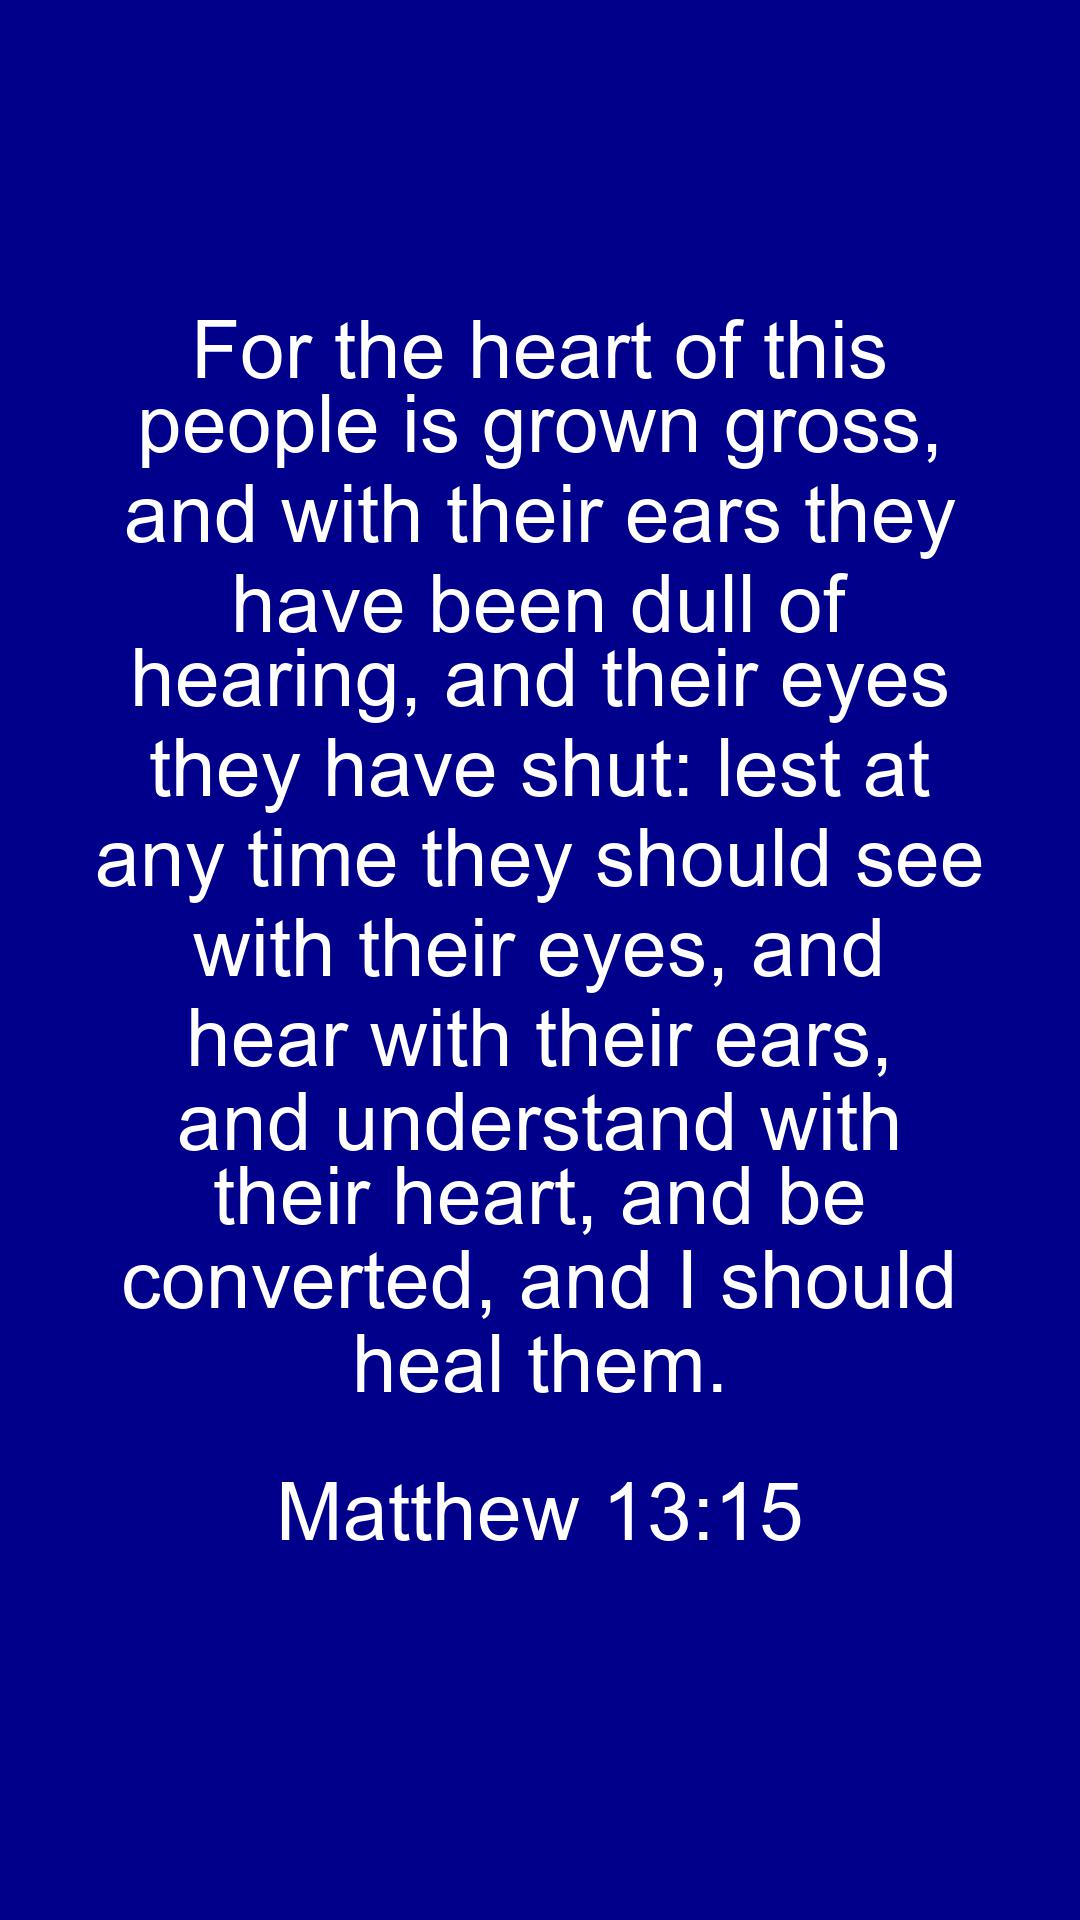 For the heart of this
people is grown gross,
and with their ears they
have been dull of
hearing, and their eyes
they have shut: lest at
any time they should see
with their eyes, and
hear with their ears,
and understand with
their heart, and be
converted, and I should
heal them.
Matthew 13:15